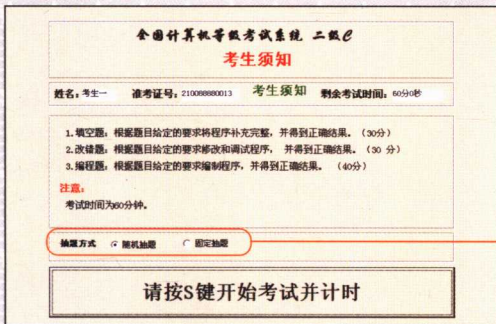 全国计算机等级考试系统 二级C
考生须知
姓名：考生一 准考证号：210088880013 考生须知 剩余考试时间：60分0秒
1.填空题：根据题目给定的要求将程序补充完整，并得到正确结果。（30分）
2.改错题：根据题目给定的要求修改和调试程序， 并得到正确结果。（30 分）
3.编程题：根据题目给定的要求编制程序，并得到正确结果。 （40分）
注意：
考试时间为60分钟。
抽题方式 随机抽题 固定抽题
请按S键开始考试并计时